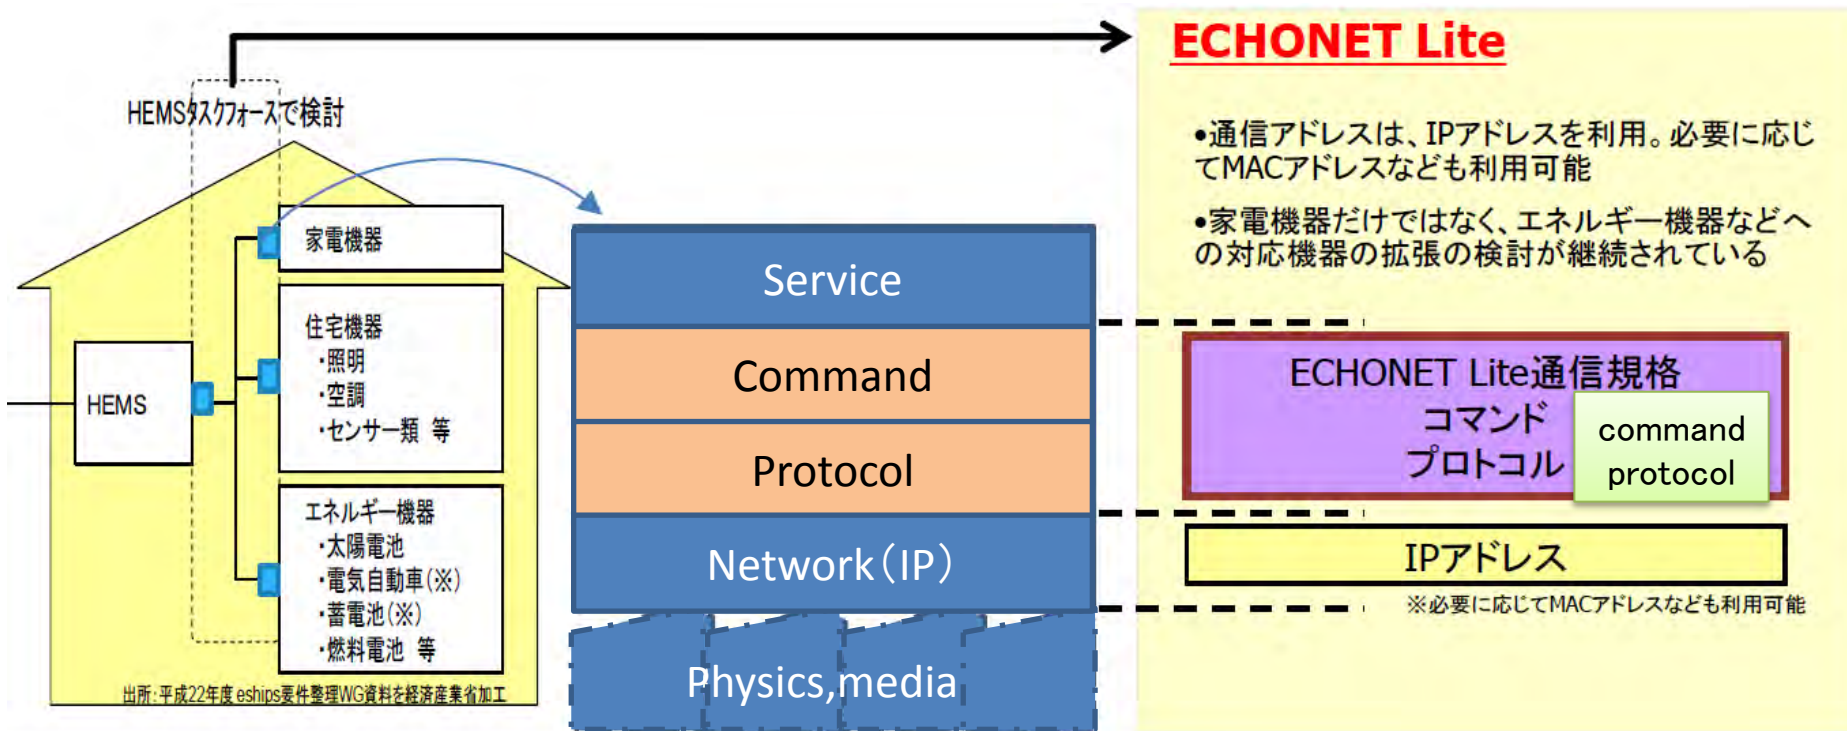 HEMSタスクフォースで検討
HEMS
家電機器
住宅機器
・照明
・空調
・センサー類 等
エネルギー機器
・太陽電池
・電気自動車(※)
・蓄電池(※)
・燃料電池 等
出所:平成22年度 eships要件整理WG資料を経済産業省加工
Service
Command
Protocol
Network(IP)
Physics,media
ECHONET Lite
•通信アドレスは、IPアドレスを利用。必要に応じ
てMACアドレスなども利用可能
•家電機器だけではなく、エネルギー機器などへ
の対応機器の拡張の検討が継続されている
ECHONET Lite通信規格
コマンド
プロトコル
command
protocol
IPアドレス
※必要に応じてMACアドレスなども利用可能